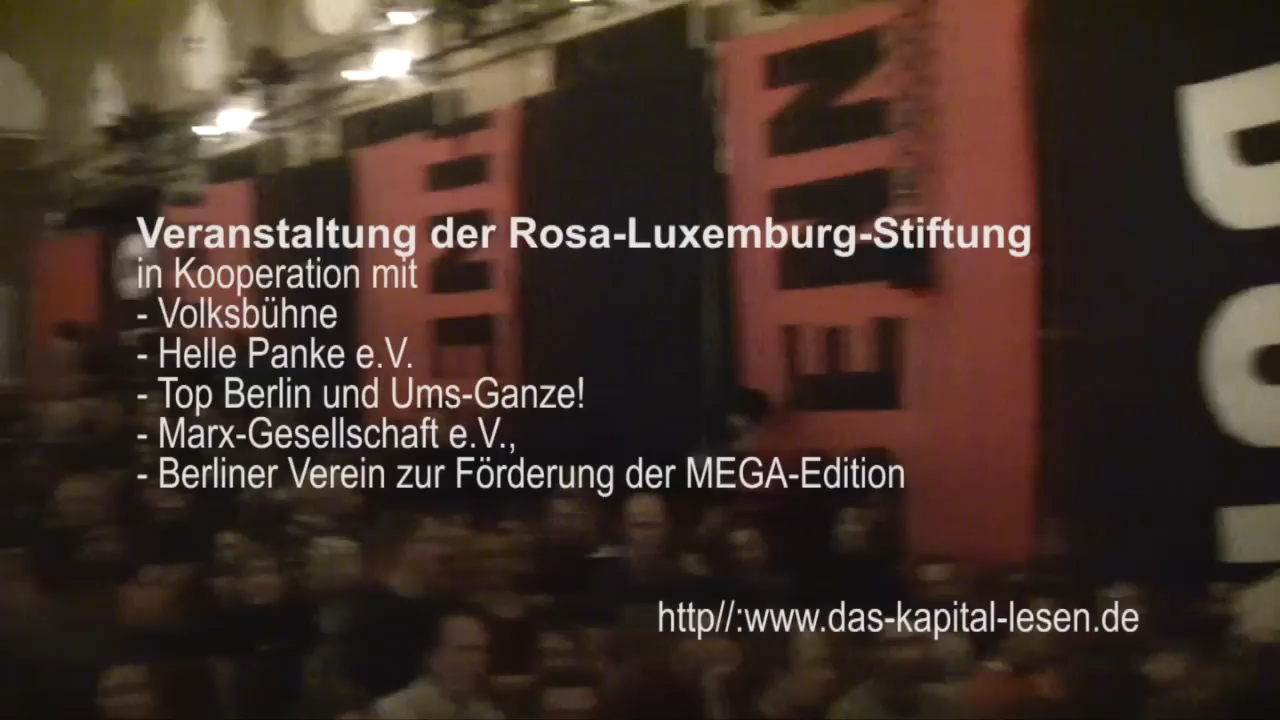 Veranstaltung der Rosa-Luxemburg-Stiftung
in Kooperation mit
- Volksbühne
- Helle Panke e.V.
- Top Berlin und Ums-Ganze!
- Marx-Gesellschaft e.V.,
- Berliner Verein zur Förderung der MEGA-Edition
http//:www.das-kapital-lesen.de